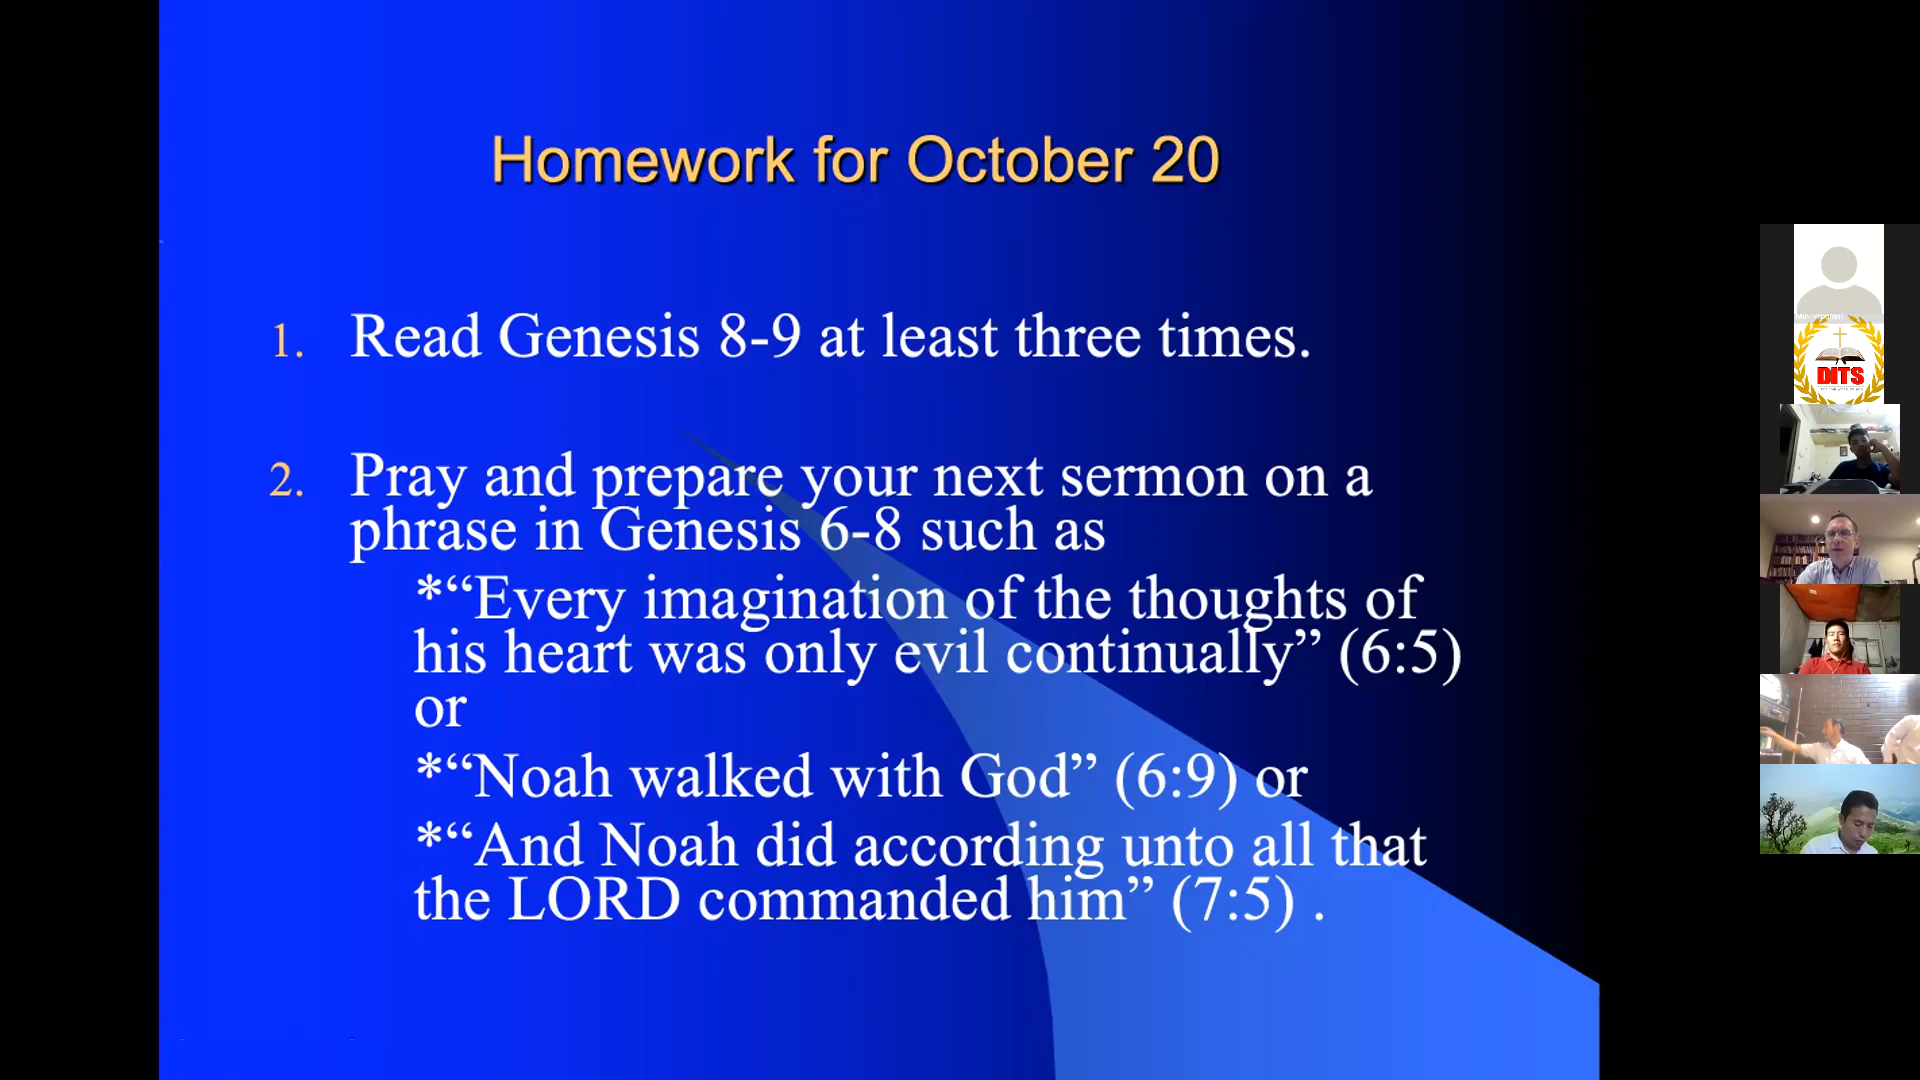 Homework for October 20
1. Read Genesis 8-9 at least three times.
2. Pray and prepare your next sermon on a
phrase in Genesis 6-8 such as
*“Every imagination of the thoughts of
his heart was only evil continually” (6:5)
or
*“Noah walked with God” (6:9) or
*“And Noah did according unto all that
the LORD commanded him” (7:5) .
DITS